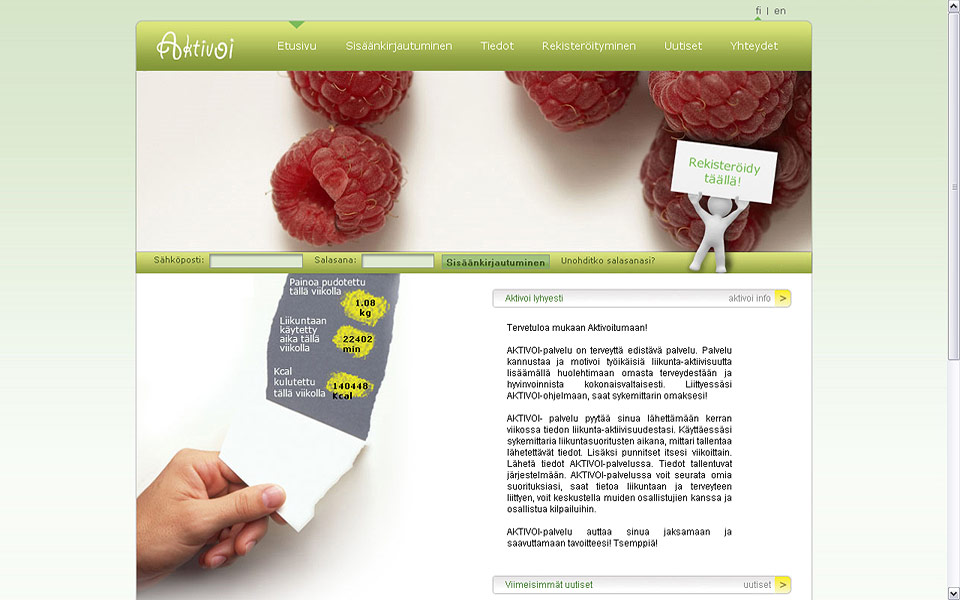 fi | en
Aktivoi
Etusivu Sisäänkirjautuminen Tiedot Rekisteröityminen Uutiset Yhteydet
Rekisteröidy
täällä!
Sähköposti: Salasana: Sisäänkirjautuminen Unohditko salasanasi?
Painoa pudotettu
tällä viikolla
1.08
kg
Liikuntaan
käytetty
aika tällä
viikolla
22402
min
Kcal
kulutettu
tällä viikolla
140448
Kcal
Aktivoi lyhyesti aktivoi info >
Tervetuloa mukaan Aktivoitumaan!
AKTIVOI-palvelu on terveyttä edistävä palvelu. Palvelu
kannustaa ja motivoi työikäisiä liikunta-aktiivisuutta
lisäämällä huolehtimaan omasta terveydestään ja
hyvinvoinnista kokonaisvaltaisesti. Liittyessäsi
AKTIVOI-ohjelmaan, saat sykemittarin omaksesi!
AKTIVOI- palvelu pyytää sinua lähettämään kerran
viikossa tiedon liikunta-aktiivisuudestasi. Käyttäessäsi
sykemittaria liikuntasuoritusten aikana, mittari tallentaa
lähetettävät tiedot. Lisäksi punnitset itsesi viikoittain.
Lähetä tiedot AKTIVOI-palvelussa. Tiedot tallentuvat
järjestelmään. AKTIVOI-palvelussa voit seurata omia
suorituksiasi, saat tietoa liikuntaan ja terveyteen
liittyen, voit keskustella muiden osallistujien kanssa ja
osallistua kilpailuihin.
AKTIVOI-palvelu auttaa sinua jaksamaan ja
saavuttamaan tavoitteesi! Tsemppiä!
Viimeisimmät uutiset uutiset >